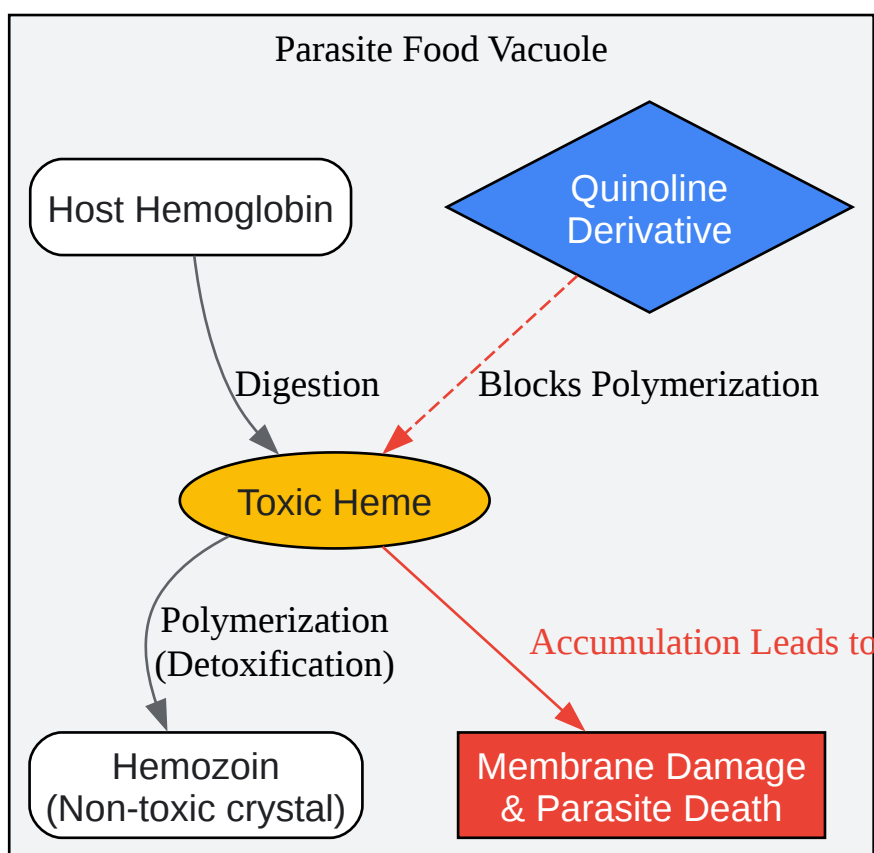 Parasite Food Vacuole
Host Hemoglobin
Quinoline
Derivative
Digestion
Blocks Polymerization
Toxic Heme
Polymerization
(Detoxification)
Accumulation Leads to
Hemozoin
(Non-toxic crystal)
Membrane Damage
& Parasite Death